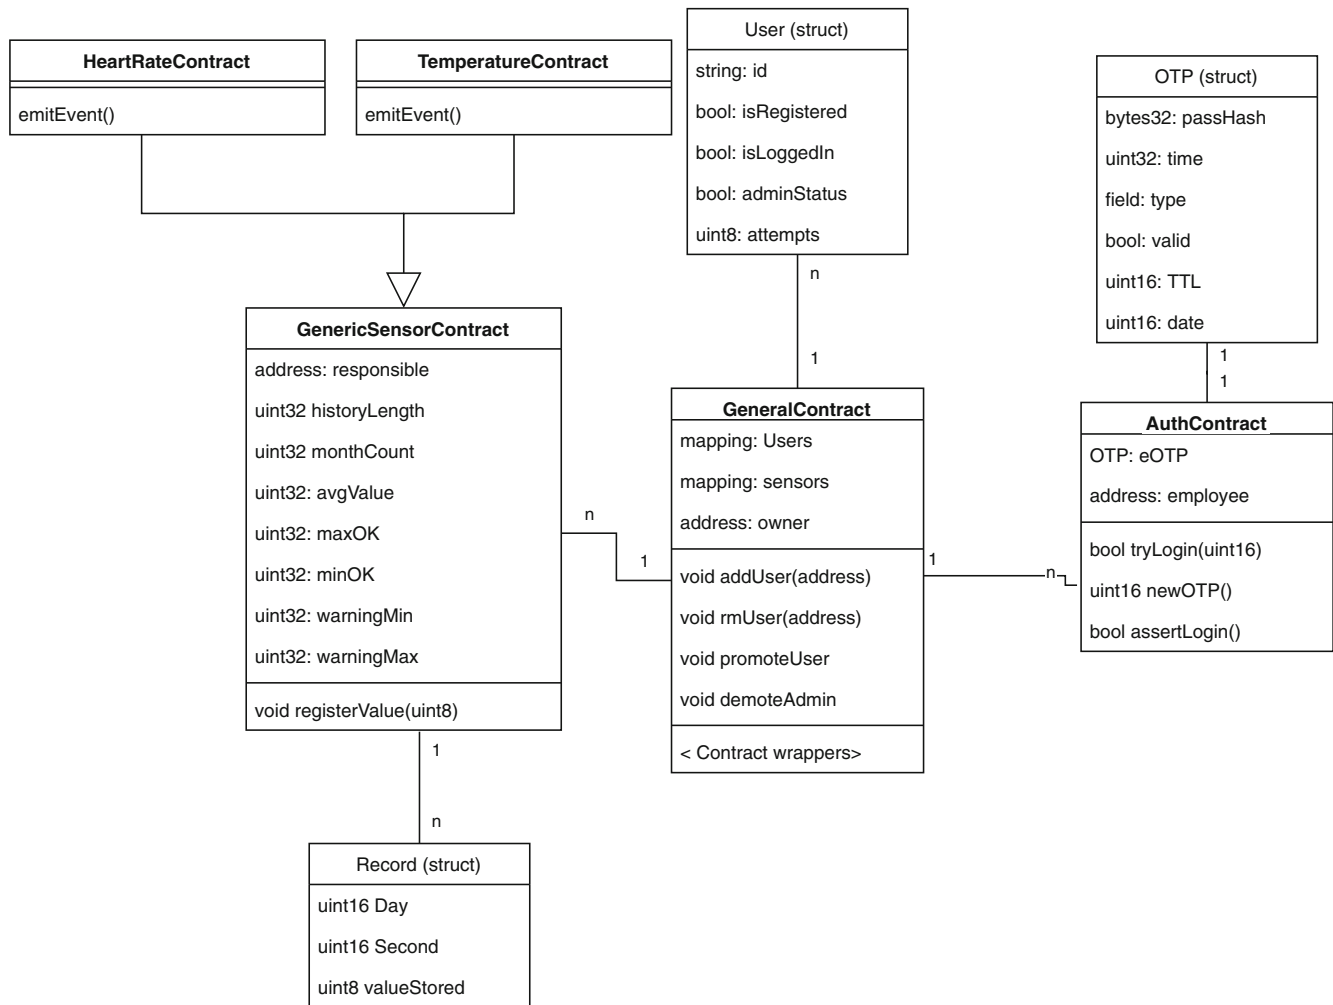 HeartRateContract
emitEvent()
TemperatureContract
emitEvent()
User (struct)
string: id
bool: isRegistered
bool: isLoggedIn
bool: adminStatus
uint8: attempts
OTP (struct)
bytes32: passHash
uint32: time
field: type
bool: valid
uint16: TTL
uint16: date
n
1
1
1
GenericSensorContract
address: responsible
uint32 historyLength
uint32 monthCount
uint32: avgValue
uint32: maxOK
uint32: minOK
uint32: warningMin
uint32: warningMax
void registerValue(uint8)
n
1
GeneralContract
mapping: Users
mapping: sensors
address: owner
void addUser(address)
void rmUser(address)
void promoteUser
void demoteAdmin
< Contract wrappers>
1
n
AuthContract
OTP: eOTP
address: employee
bool tryLogin(uint16)
uint16 newOTP()
bool assertLogin()
1
n
Record (struct)
uint16 Day
uint16 Second
uint8 valueStored